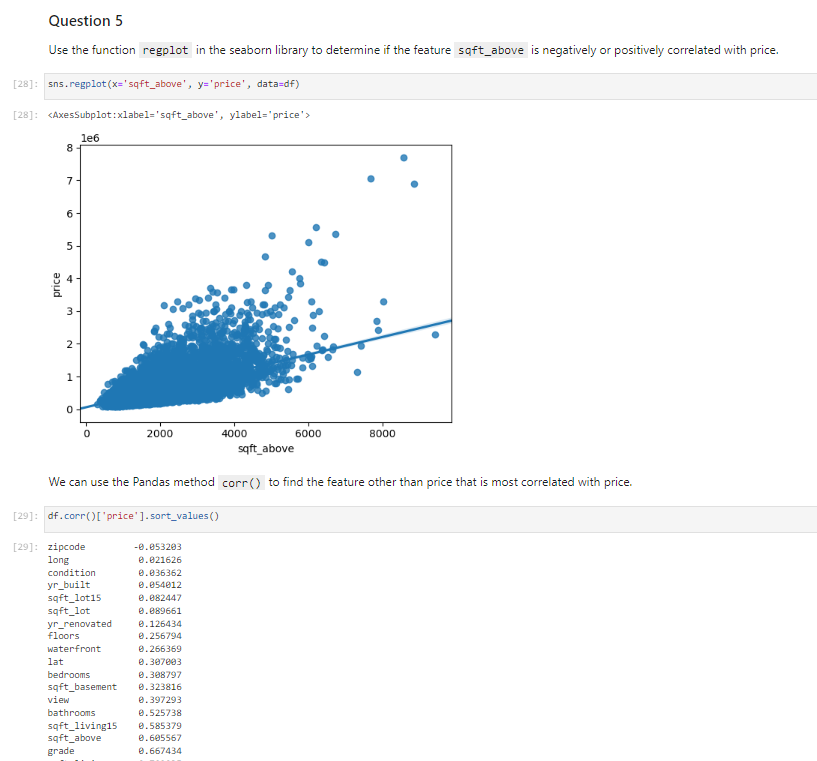 Question 5
Use the function regplot in the seaborn library to determine if the feature sqft_above is negatively or positively correlated with price.
[28]: sns.regplot(x='sqft_above', y='price', data=df)
[28]: <AxesSubplot:xlabel='sqft_above', ylabel='price'>
1e6
8
7
6
5
4
3
2
1
0
price
0 2000 4000 6000 8000
sqft_above
We can use the Pandas method corr() to find the feature other than price that is most correlated with price.
[29]: df.corr()['price'].sort_values()
[29]: zipcode -0.053203
long 0.021626
condition 0.036362
yr_built 0.054012
sqft_lot15 0.082447
sqft_lot 0.089661
yr_renovated 0.126434
floors 0.256794
waterfront 0.266369
lat 0.307003
bedrooms 0.308797
sqft_basement 0.323816
view 0.397293
bathrooms 0.525738
sqft_living15 0.585379
sqft_above 0.605567
grade 0.667434